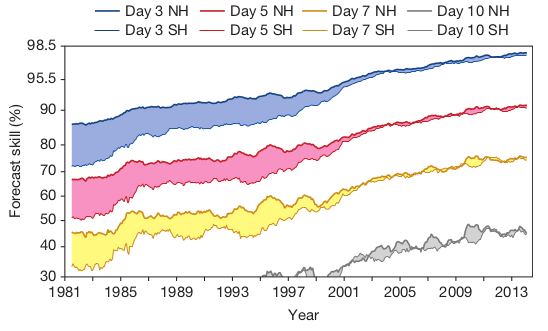 Day 3 NH Day 5 NH Day 7 NH Day 10 NH
Day 3 SH Day 5 SH Day 7 SH Day 10 SH
98.5
95.5
90
80
70
60
50
40
30
Forecast skill (%)
1981 1985 1989 1993 1997 2001 2005 2009 2013
Year